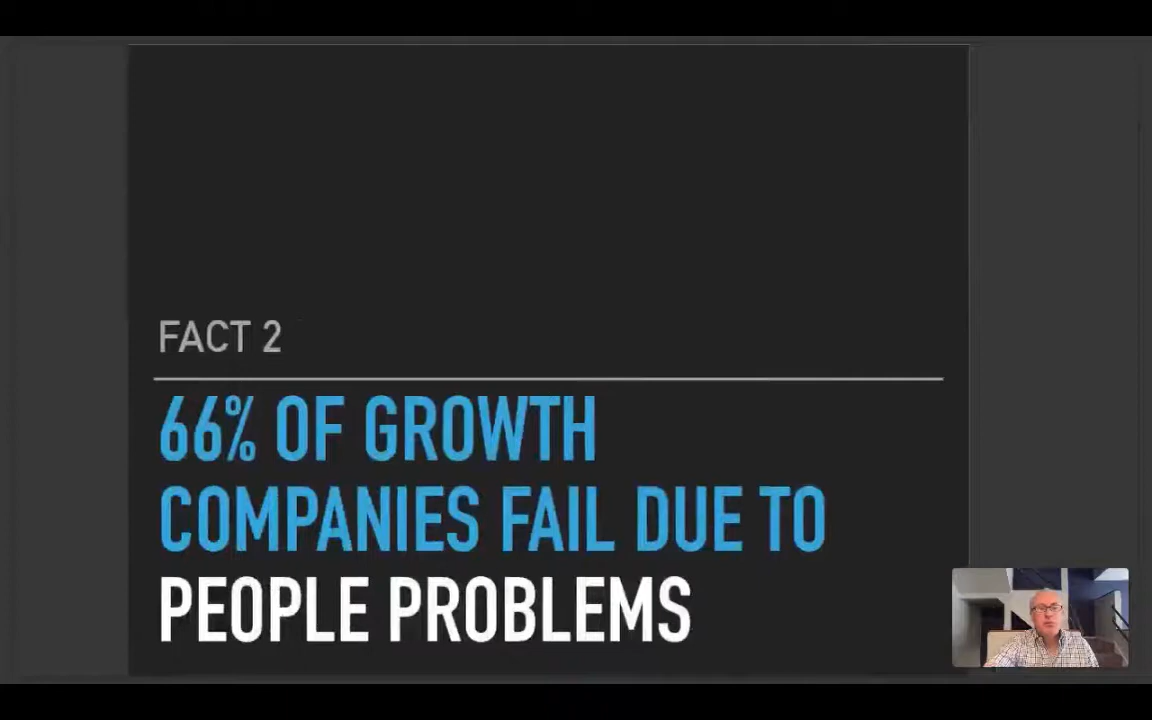 FACT 2
66% OF GROWTH
COMPANIES FAIL DUE TO
PEOPLE PROBLEMS